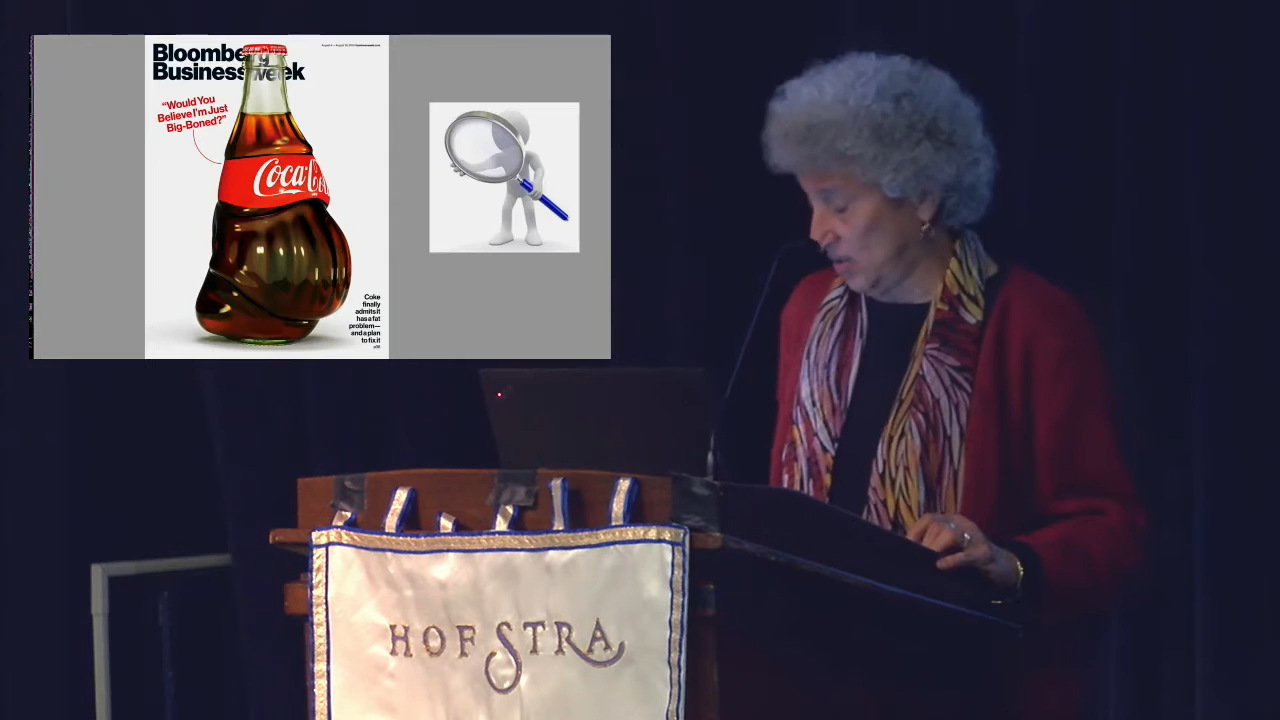 Bloomberg
Businessweek
"Would You
Believe I'm Just
Big-Boned?"
Coca-Co
Coke
finally
admits it
has a fat
problem—
and a plan
to fix it
HOFSTRA